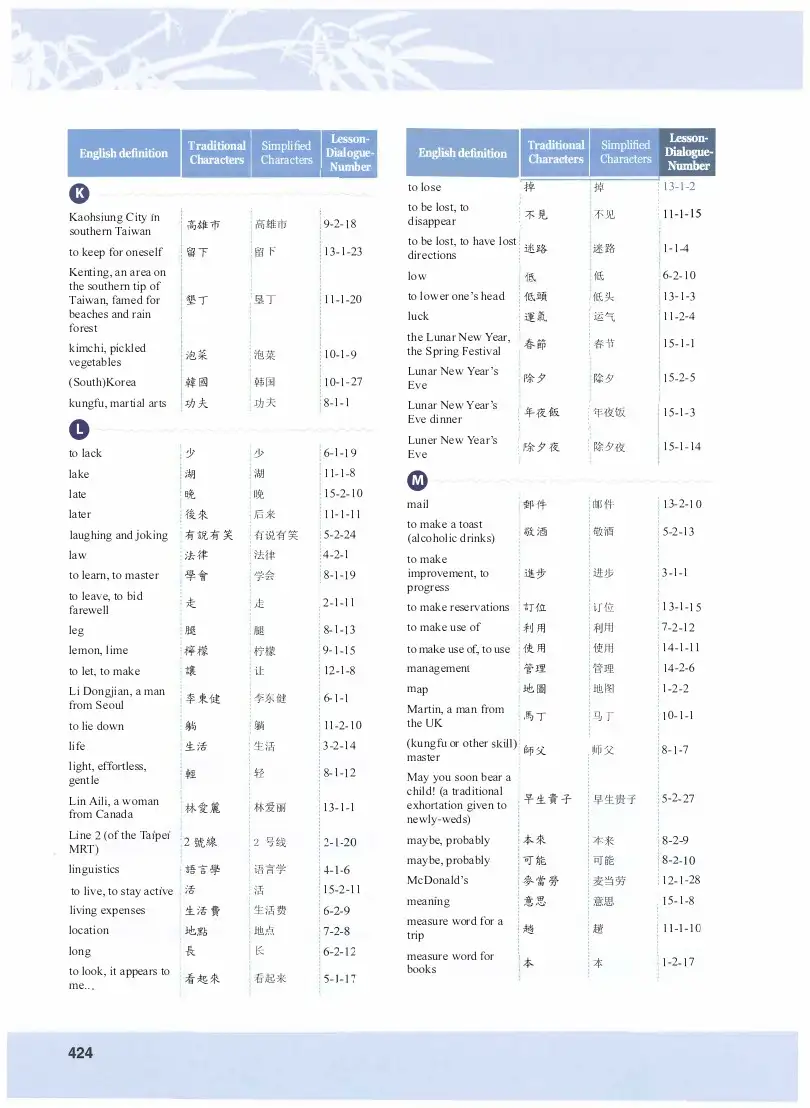 English definition Traditional Characters Simplified Characters Lesson-Dialogue-Number
K
Kaohsiung City in southern Taiwan 高雄市 高雄市 9-2-18
to keep for oneself 留下 留下 13-1-23
Kenting, an area on the southern tip of Taiwan, famed for beaches and rain forest 墾丁 垦丁 11-1-20
kimchi, pickled vegetables 泡菜 泡菜 10-1-9
(South)Korea 韓國 韩国 10-1-27
kungfu, martial arts 功夫 功夫 8-1-1
L
to lack 少 少 6-1-19
lake 湖 湖 11-1-8
late 晚 晚 15-2-10
later 後來 后来 11-1-11
laughing and joking 有說有笑 有说有笑 5-2-24
law 法律 法律 4-2-1
to learn, to master 學會 学会 8-1-19
to leave, to bid farewell 走 走 2-1-11
leg 腿 腿 8-1-13
lemon, lime 檸檬 柠檬 9-1-15
to let, to make 讓 让 12-1-8
Li Dongjian, a man from Seoul 李東健 李东健 6-1-1
to lie down 躺 躺 11-2-10
life 生活 生活 3-2-14
light, effortless, gentle 輕 轻 8-1-12
Lin Aili, a woman from Canada 林愛麗 林爱丽 13-1-1
Line 2 (of the Taipei MRT) 2 號線 2 号线 2-1-20
linguistics 語言學 语言学 4-1-6
to live, to stay active 活 活 15-2-11
living expenses 生活費 生活费 6-2-9
location 地點 地点 7-2-8
long 長 长 6-2-12
to look, it appears to me... 看起來 看起来 5-1-17
English definition Traditional Characters Simplified Characters Lesson-Dialogue-Number
to lose 掉 掉 13-1-2
to be lost, to disappear 不見 不见 11-1-15
to be lost, to have lost directions 迷路 迷路 1-1-4
low 低 低 6-2-10
to lower one's head 低頭 低头 13-1-3
luck 運氣 运气 11-2-4
the Lunar New Year, the Spring Festival 春節 春节 15-1-1
Lunar New Year's Eve 除夕 除夕 15-2-5
Lunar New Year's Eve dinner 年夜飯 年夜饭 15-1-3
Luner New Year's Eve 除夕夜 除夕夜 15-1-14
M
mail 郵件 邮件 13-2-10
to make a toast (alcoholic drinks) 敬酒 敬酒 5-2-13
to make improvement, to progress 進步 进步 3-1-1
to make reservations 訂位 订位 13-1-15
to make use of 利用 利用 7-2-12
to make use of, to use 使用 使用 14-1-11
management 管理 管理 14-2-6
map 地圖 地图 1-2-2
Martin, a man from the UK 馬丁 马丁 10-1-1
(kungfu or other skill) master 師父 师父 8-1-7
May you soon bear a child! (a traditional exhortation given to newly-weds) 早生貴子 早生贵子 5-2-27
maybe, probably 本來 本来 8-2-9
maybe, probably 可能 可能 8-2-10
McDonald's 麥當勞 麦当劳 12-1-28
meaning 意思 意思 15-1-8
measure word for a trip 趟 趟 11-1-10
measure word for books 本 本 1-2-17
424